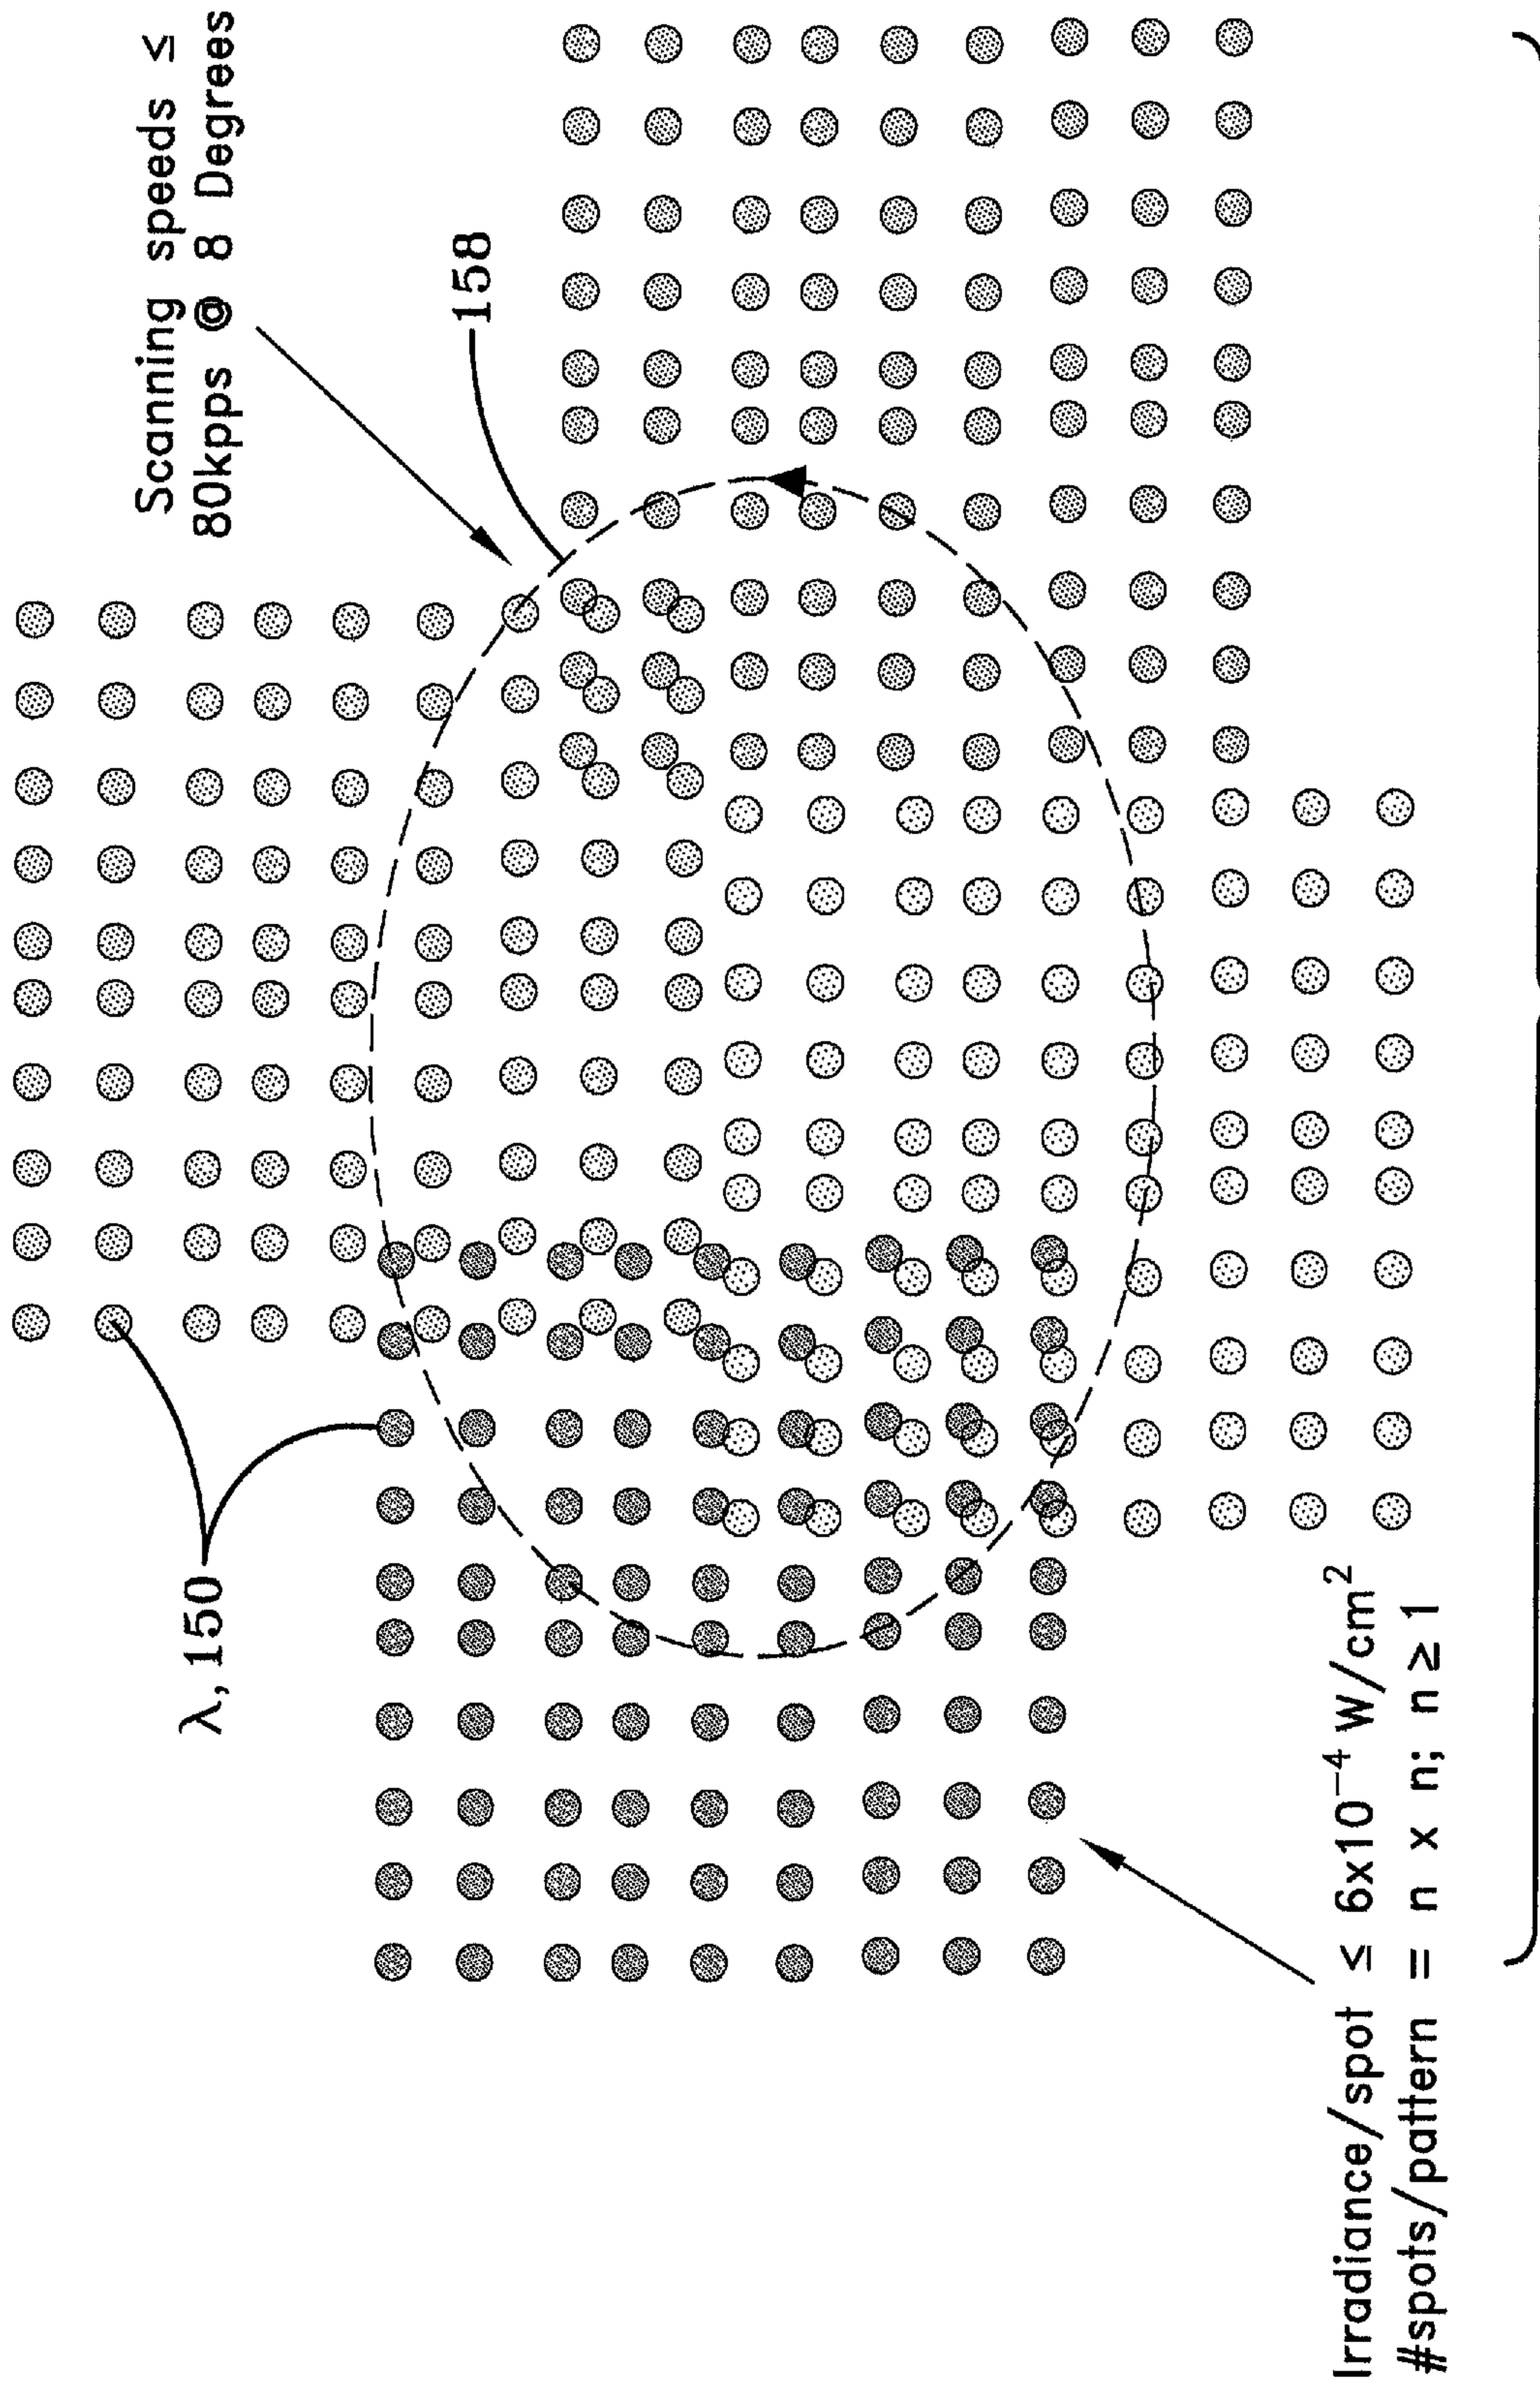 Scanning speeds ≤
80kpps @ 8 Degrees
158
λ, 150
Irradiance/spot ≤ 6x10⁻⁴ W/cm²
#spots/pattern = n x n; n ≥ 1